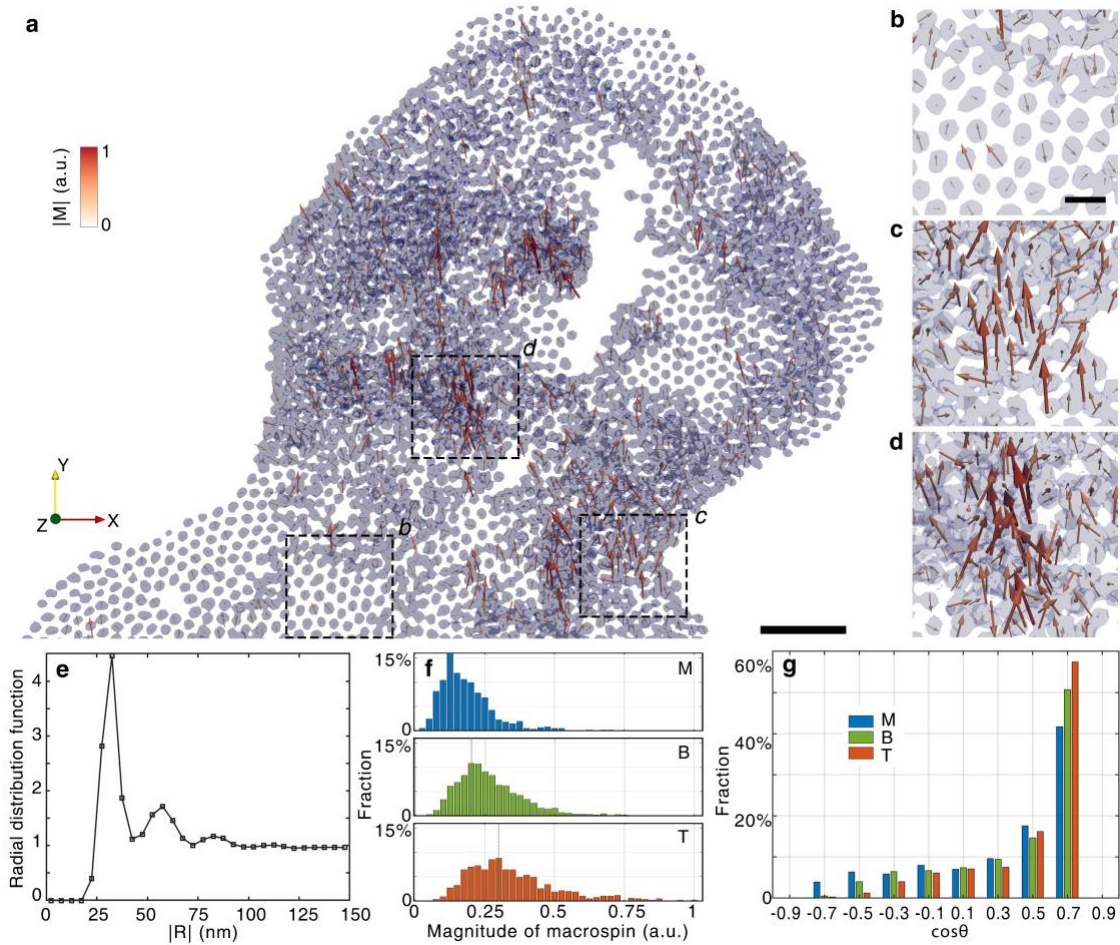 a
b
|M| (a.u.)
1
0
c
d
Y
Z
X
d
b
c
e
Radial distribution function
4
3
2
1
0
0
25
50
75
100
125
150
|R| (nm)
f
15%
M
0
15%
B
Fraction
0
15%
T
0
0
0.25
0.5
0.75
1
Magnitude of macrospin (a.u.)
g
60%
M
B
T
40%
20%
0
Fraction
-0.9 -0.7 -0.5 -0.3 -0.1 0.1 0.3 0.5 0.7 0.9
cosθ